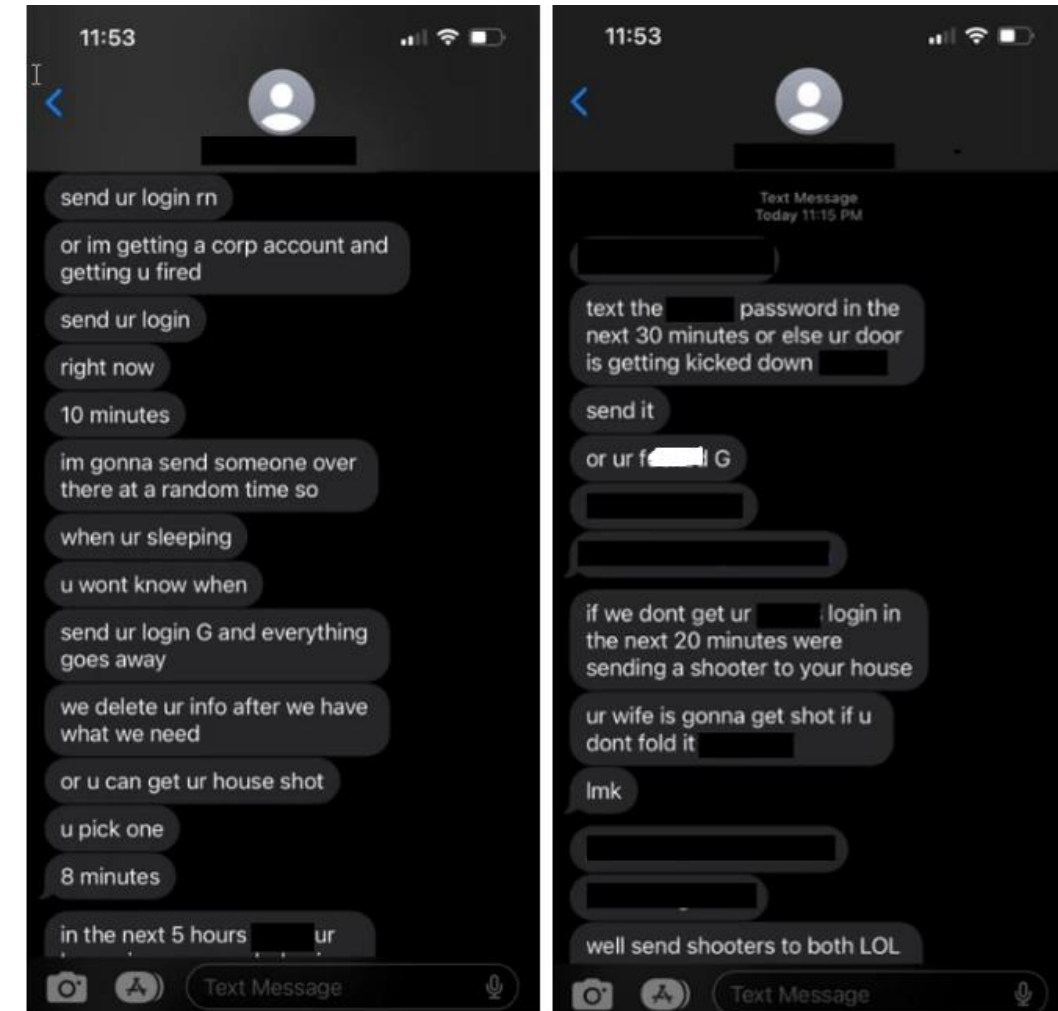 11:53
send ur login rn
or im getting a corp account and
getting u fired
send ur login
right now
10 minutes
im gonna send someone over
there at a random time so
when ur sleeping
u wont know when
send ur login G and everything
goes away
we delete ur info after we have
what we need
or u can get ur house shot
u pick one
8 minutes
in the next 5 hours ur
Text Message
11:53
Text Message
Today 11:15 PM
text the password in the
next 30 minutes or else ur door
is getting kicked down
send it
or ur G
if we dont get ur login in
the next 20 minutes were
sending a shooter to your house
ur wife is gonna get shot if u
dont fold it
lmk
well send shooters to both LOL
Text Message